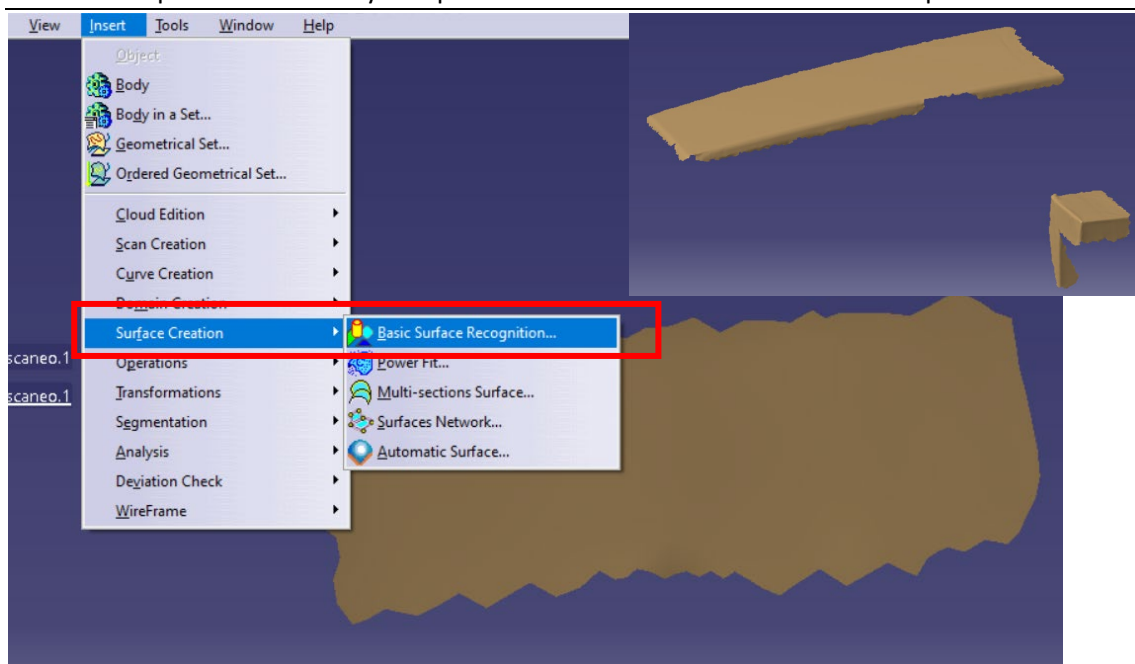 View Insert Tools Window Help
Object
Body
Body in a Set...
Geometrical Set...
Ordered Geometrical Set...
Cloud Edition
Scan Creation
Curve Creation
Domain Creation
Surface Creation
Basic Surface Recognition...
Operations
Power Fit...
Transformations
Multi-sections Surface...
Segmentation
Surfaces Network...
Analysis
Automatic Surface...
Deviation Check
WireFrame
scaneo.1
scaneo.1